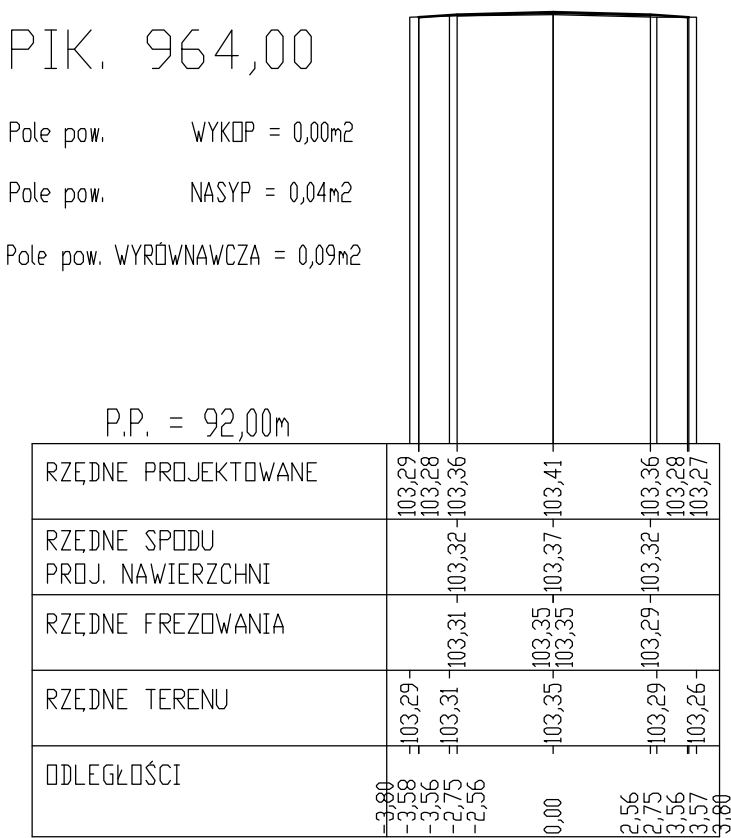 PIK. 964,00
Pole pow. WYKOP = 0,00m2
Pole pow. NASYP = 0,04m2
Pole pow. WYRÓWNAWCZA = 0,09m2
P.P. = 92,00m
RZĘDNE PROJEKTOWANE 103,29 103,28 103,36 103,41 103,36 103,28 103,27
RZĘDNE SPODU
PROJ. NAWIERZCHNI 103,32 103,37 103,32
RZĘDNE FREZOWANIA 103,31 103,35 103,35 103,29
RZĘDNE TERENU 103,29 103,31 103,35 103,29 103,26
ODLEGŁOŚCI -3,80 -3,58 -3,56 -2,75 -2,56 0,00 2,56 2,75 3,56 3,57 3,80